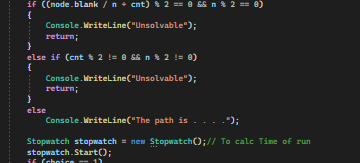 if ((node.blank / n + cnt) % 2 == 0 && n % 2 == 0)
{
Console.WriteLine("Unsolvable");
return;
}
else if (cnt % 2 != 0 && n % 2 != 0)
{
Console.WriteLine("Unsolvable");
return;
}
else
Console.WriteLine("The path is . . . .");
Stopwatch stopwatch = new Stopwatch();// To calc Time of run
stopwatch.Start();
if (choice == 1)